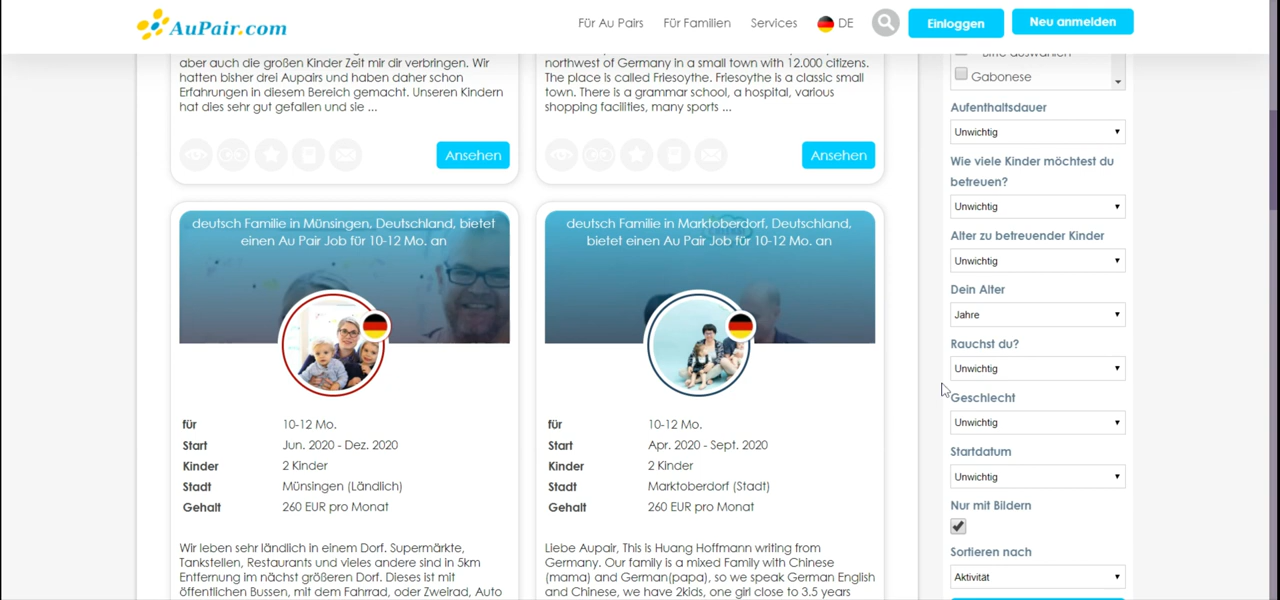 AuPair.com
Für Au Pairs Für Familien Services DE Einloggen Neu anmelden
aber auch die großen Kinder Zeit mir dir verbringen. Wir
hatten bisher drei Aupairs und haben daher schon
Erfahrungen in diesem Bereich gemacht. Unseren Kindern
hat dies sehr gut gefallen und sie ...
Ansehen
northwest of Germany in a small town with 12.000 citizens.
The place is called Friesoythe. Friesoythe is a classic small
town. There is a grammar school, a hospital, various
shopping facilities, many sports ...
Ansehen
deutsch Familie in Münsingen, Deutschland, bietet
einen Au Pair Job für 10-12 Mo. an
für 10-12 Mo.
Start Jun. 2020 - Dez. 2020
Kinder 2 Kinder
Stadt Münsingen (Ländlich)
Gehalt 260 EUR pro Monat
Wir leben sehr ländlich in einem Dorf. Supermärkte,
Tankstellen, Restaurants und vieles andere sind in 5km
Entfernung im nächst größeren Dorf. Dieses ist mit
öffentlichen Bussen, mit dem Fahrrad, oder Zweirad, Auto
deutsch Familie in Marktoberdorf, Deutschland,
bietet einen Au Pair Job für 10-12 Mo. an
für 10-12 Mo.
Start Apr. 2020 - Sept. 2020
Kinder 2 Kinder
Stadt Marktoberdorf (Stadt)
Gehalt 260 EUR pro Monat
Liebe Aupair, This is Huang Hoffmann writing from
Germany. Our family is a mixed Family with Chinese
(mama) and German(papa), so we speak German English
and Chinese, we have 2kids, one girl close to 3.5 years
Bitte auswählen
Gabonese
Aufenthaltsdauer
Unwichtig
Wie viele Kinder möchtest du
betreuen?
Unwichtig
Alter zu betreuender Kinder
Unwichtig
Dein Alter
Jahre
Rauchst du?
Unwichtig
Geschlecht
Unwichtig
Startdatum
Unwichtig
Nur mit Bildern
Sortieren nach
Aktivität